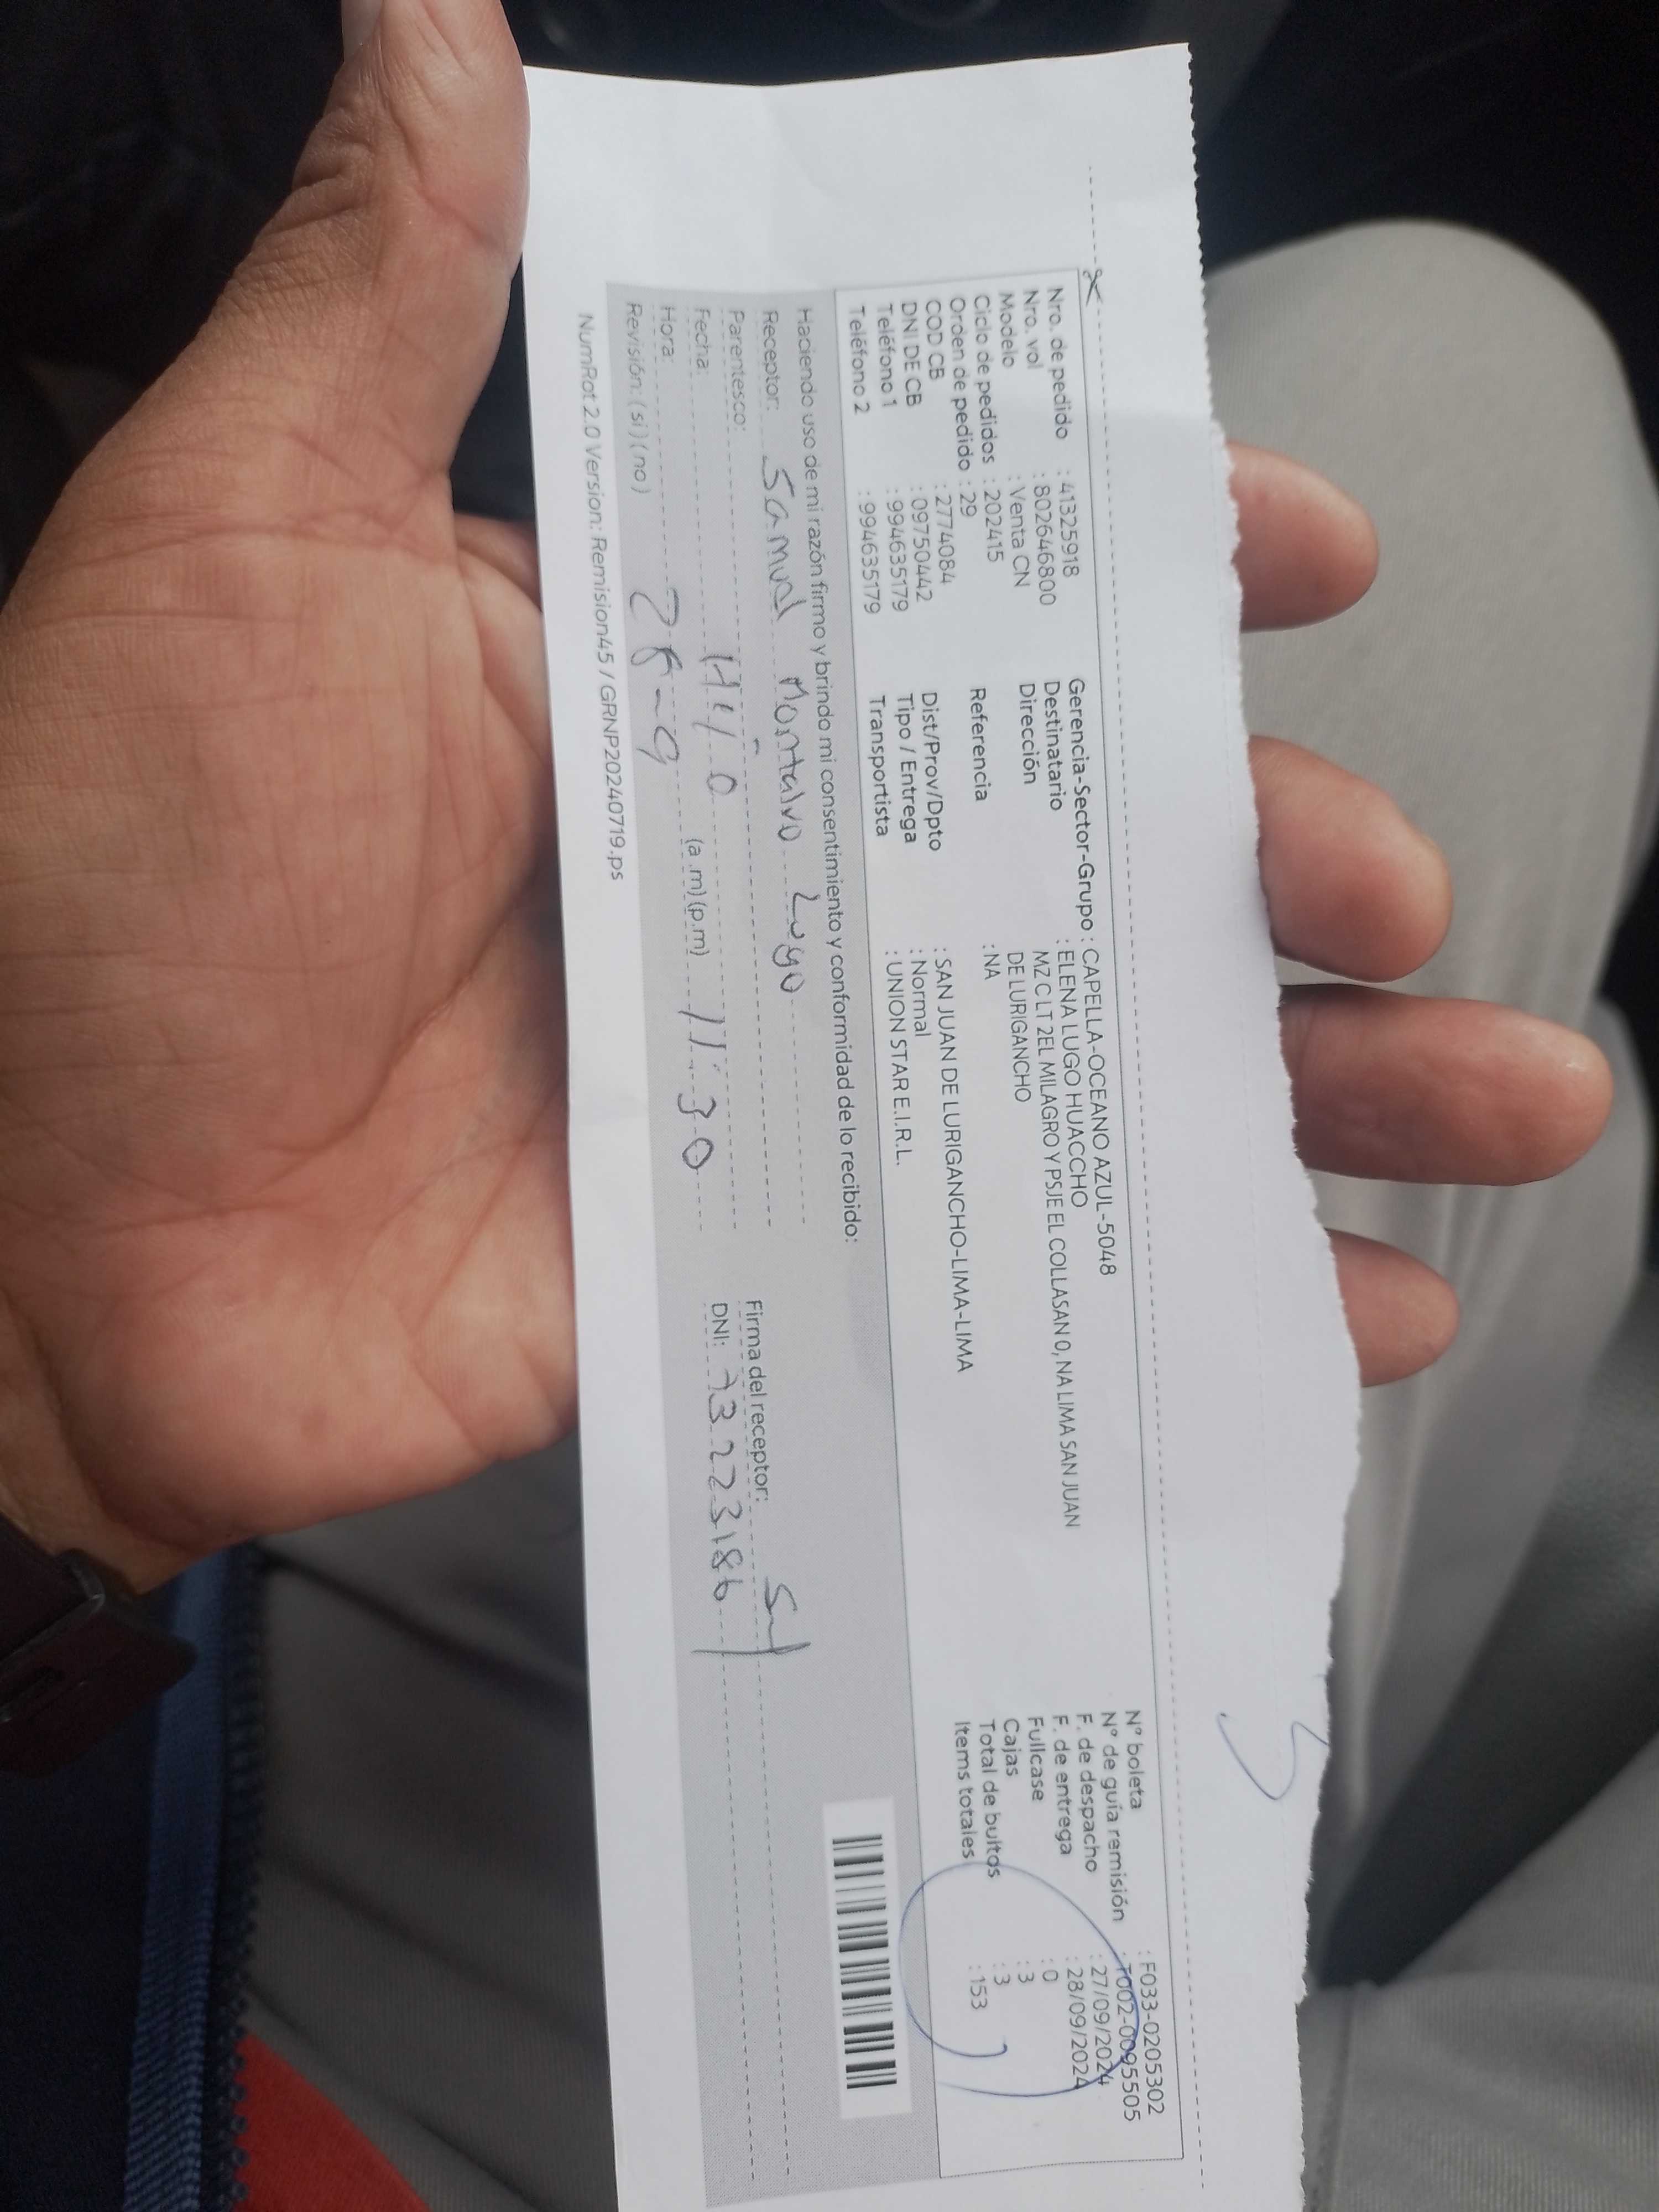 Nro. de pedido : 41325918
Nro. vol : 802646800
Modelo : Venta CN
Ciclo de pedidos : 202415
Orden de pedido : 29
COD CB : 2774084
DNI DE CB : 09750442
Teléfono 1 : 994635179
Teléfono 2 : 994635179
Gerencia-Sector-Grupo : CAPELLA-OCEANO AZUL-5048
Destinatario : ELENA LUGO HUACCHO
Dirección MZ C LT 2EL MILAGRO Y PSJE EL COLLASAN 0, NA LIMA SAN JUAN
DE LURIGANCHO
Referencia : NA
Dist/Prov/Dpto : SAN JUAN DE LURIGANCHO-LIMA-LIMA
Tipo / Entrega : Normal
Transportista : UNION STAR E.I.R.L.
N° boleta : F033-0205302
N° de guía remisión : T002-0095505
F. de despacho : 27/09/2024
F. de entrega : 28/09/2024
Fullcase : 0
Cajas : 3
Total de bultos : 3
Items totales : 153
Haciendo uso de mi razón firmo y brindo mi consentimiento y conformidad de lo recibido:
Receptor: Samuel Montalvo Lugo
Parentesco:
Fecha:
Hora: (a.m) (p.m) 11:30
Revisión: (si) (no) 28-9
Firma del receptor:
DNI: 73223186
NumRot 2.0 Version: Remision45 / GRNP20240719.ps